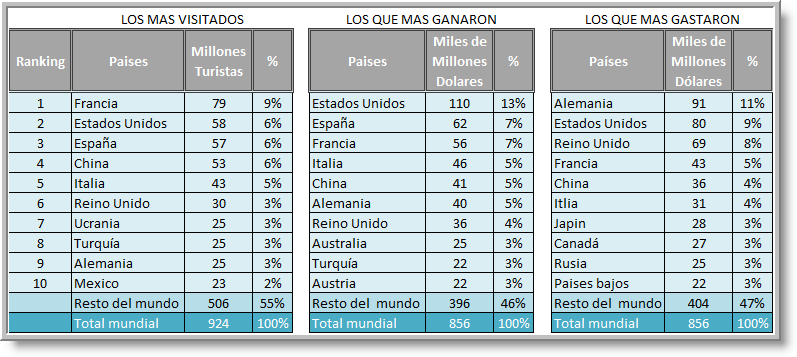 LOS MAS VISITADOS LOS QUE MAS GANARON LOS QUE MAS GASTARON
Ranking Paises Millones Turistas % Paises Miles de Millones Dolares % Países Miles de Millones Dólares %
1 Francia 79 9% Estados Unidos 110 13% Alemania 91 11%
2 Estados Unidos 58 6% España 62 7% Estados Unidos 80 9%
3 España 57 6% Francia 56 7% Reino Unido 69 8%
4 China 53 6% Italia 46 5% Francia 43 5%
5 Italia 43 5% China 41 5% China 36 4%
6 Reino Unido 30 3% Alemania 40 5% Itlia 31 4%
7 Ucrania 25 3% Reino Unido 36 4% Japin 28 3%
8 Turquía 25 3% Australia 25 3% Canadá 27 3%
9 Alemania 25 3% Turquía 22 3% Rusia 25 3%
10 Mexico 23 2% Austria 22 3% Paises bajos 22 3%
Resto del mundo 506 55% Resto del mundo 396 46% Resto del mundo 404 47%
Total mundial 924 100% Total mundial 856 100% Total mundial 856 100%